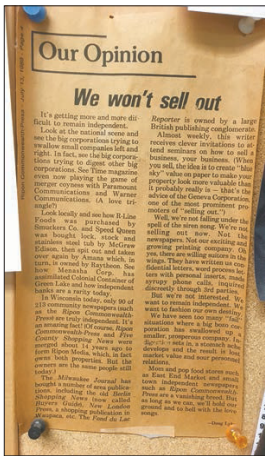 Our Opinion
We won't sell out
It's getting more and more dif-
ficult to remain independent.
Look at the national scene and
see the big corporations trying to
swallow small companies left and
right. In fact, see the big corpora-
tions trying to digest other big
corporations. See Time magazine
even now playing the game of
merger enymes with Paramount
Communications and Warner
Communications. (A love tri-
angle?)
Look locally and see how
Foods was purchased by
Smuckers Co. and Speed Queen
was bought lock, stock and
stainless steel tub by McGraw
Edison, then spit out and taken
over again by Amana which, in
turn, is owned by Raytheon. See
how Menasha Corp. has
assimilated Colonial Container of
Green Lake and how independent
banks are a rarity today.
In Wisconsin today, only 90 of
213 community newspapers (such
as the Ripon Commonwealth-
Press) are truly independent. It's
an amazing fact! (Of course, Ripon
Commonwealth-Press and
County Shopping News were
merged about 14 years ago to
form Ripon Media, which, in fact
owns both properties. But the
owners are the same people still
today.)
The Milwaukee Journal has
bought a number of area publica-
tions, including the old Berlin
Shopping News (now called
Buyers Guide), New London
Press, a shopping publication in
Waupaca, etc. The Fond du Lac
Reporter is owned by a large
British publishing conglomerate.
Almost weekly, this writer
receives clever invitations to at-
tend seminars on how to sell a
business, your business. (When
you sell, the idea is to create "blue
sky" value on paper to make your
property look more valuable than
it probably really is — that's the
advice of the Geneva Corporation,
one of the most prominent pro-
moters of "selling out.")
Well, we're not falling under the
spell of the siren song. We're not
selling out now. Not the
newspapers. Not our exciting and
growing printing company. Oh
yes, there are willing suitors in the
wings. They have written us con-
fidential letters, word process
letters with personal inserts, made
syrupy phone calls, inquired
discreetly through 3rd parties.
But we're not interested. We
want to remain independent. We
want to fashion our own destiny.
We have seen too many
situations where a big born cor-
poration has swallowed up a
smaller, prosperous company.
sets in, a stomach ache
develops and the result is low
market value and sour personal
relations.
Mom and pop food stores such
as East End Market and small
town independent newspapers
such as Ripon Commonwealth-
Press are a vanishing breed. But
as long as we can, we'll hold our
ground and to hell with the love
songs.